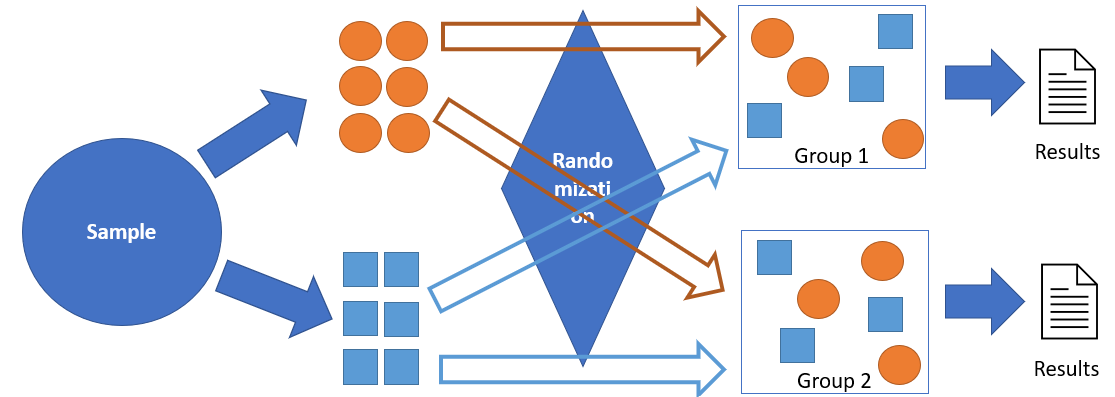 Sample
Rando
mizati
on
Group 1
Results
Group 2
Results